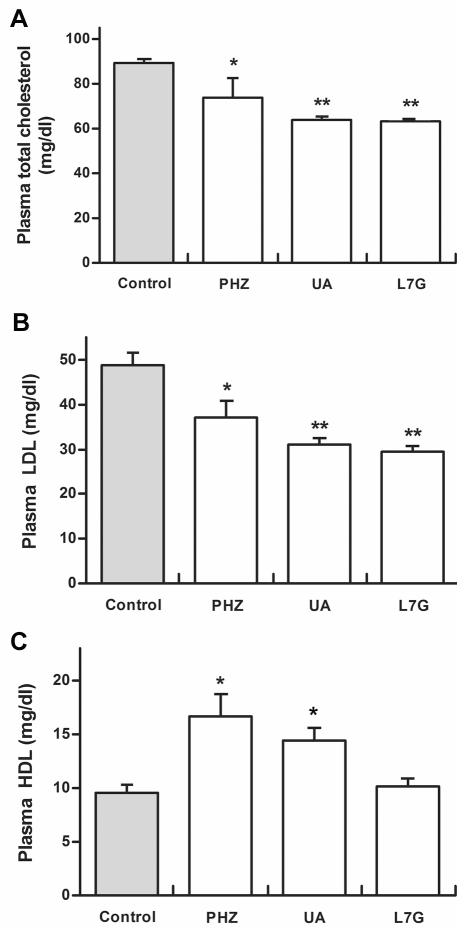 A
Plasma total cholesterol
(mg/dl)
100
80
60
40
20
0
*
**
**
Control PHZ UA L7G
B
Plasma LDL (mg/dl)
50
40
30
20
10
0
*
**
**
Control PHZ UA L7G
C
Plasma HDL (mg/dl)
20
15
10
5
0
*
*
Control PHZ UA L7G